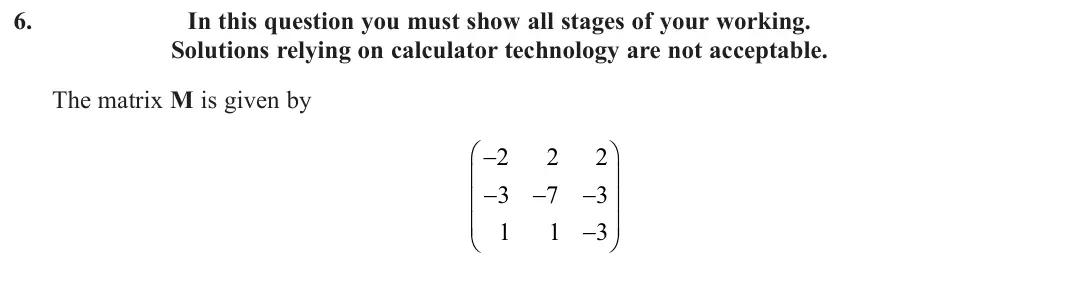 6. In this question you must show all stages of your working.
Solutions relying on calculator technology are not acceptable.
The matrix M is given by
−2 2 2
−3 −7 −3
1 1 −3